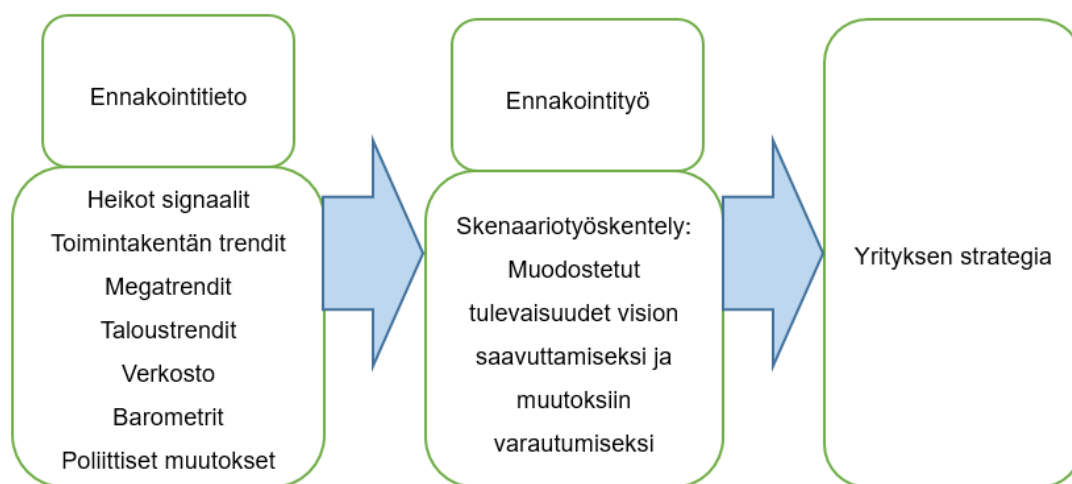 Ennakointitieto
Heikot signaalit
Toimintakentän trendit
Megatrendit
Taloustrendit
Verkosto
Barometrit
Poliittiset muutokset
Ennakointityö
Skenaariotyöskentely:
Muodostetut
tulevaisuudet vision
saavuttamiseksi ja
muutoksiin
varautumiseksi
Yrityksen strategia